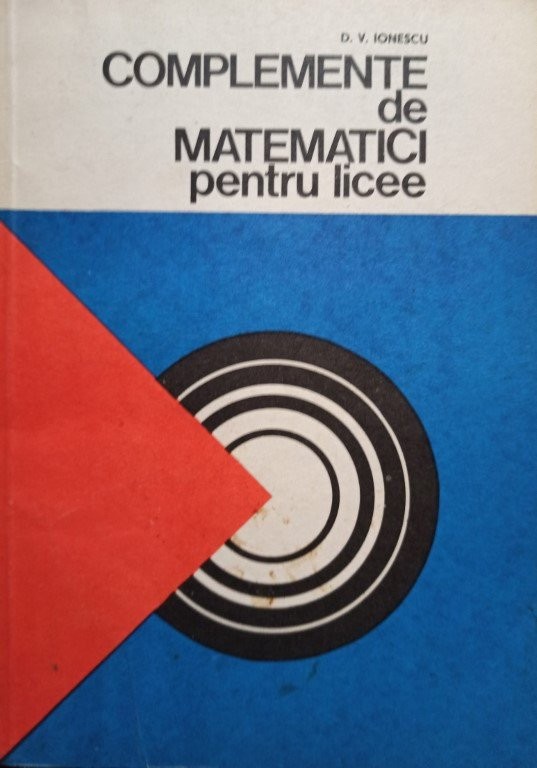 D. V. IONESCU
COMPLEMENTE
de
MATEMATICI
pentru licee